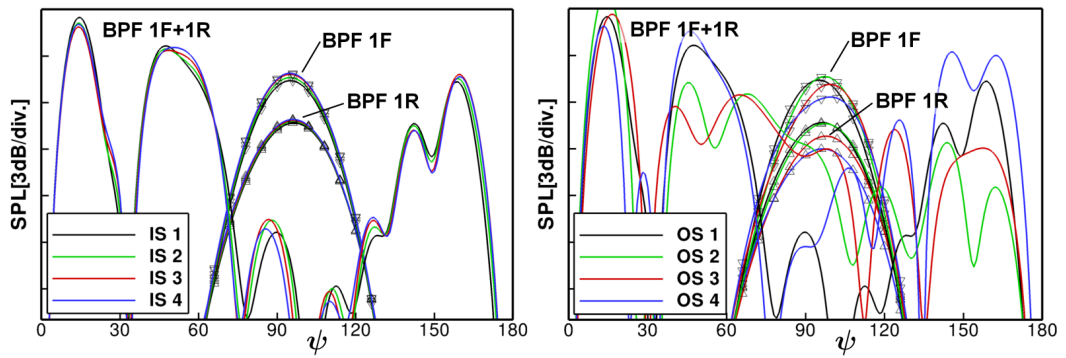 BPF 1F+1R
BPF 1F
BPF 1R
SPL[3dB/div.]
IS 1
IS 2
IS 3
IS 4
0 30 60 90 120 150 180
ψ
BPF 1F+1R
BPF 1F
BPF 1R
SPL[3dB/div.]
OS 1
OS 2
OS 3
OS 4
0 30 60 90 120 150 180
ψ